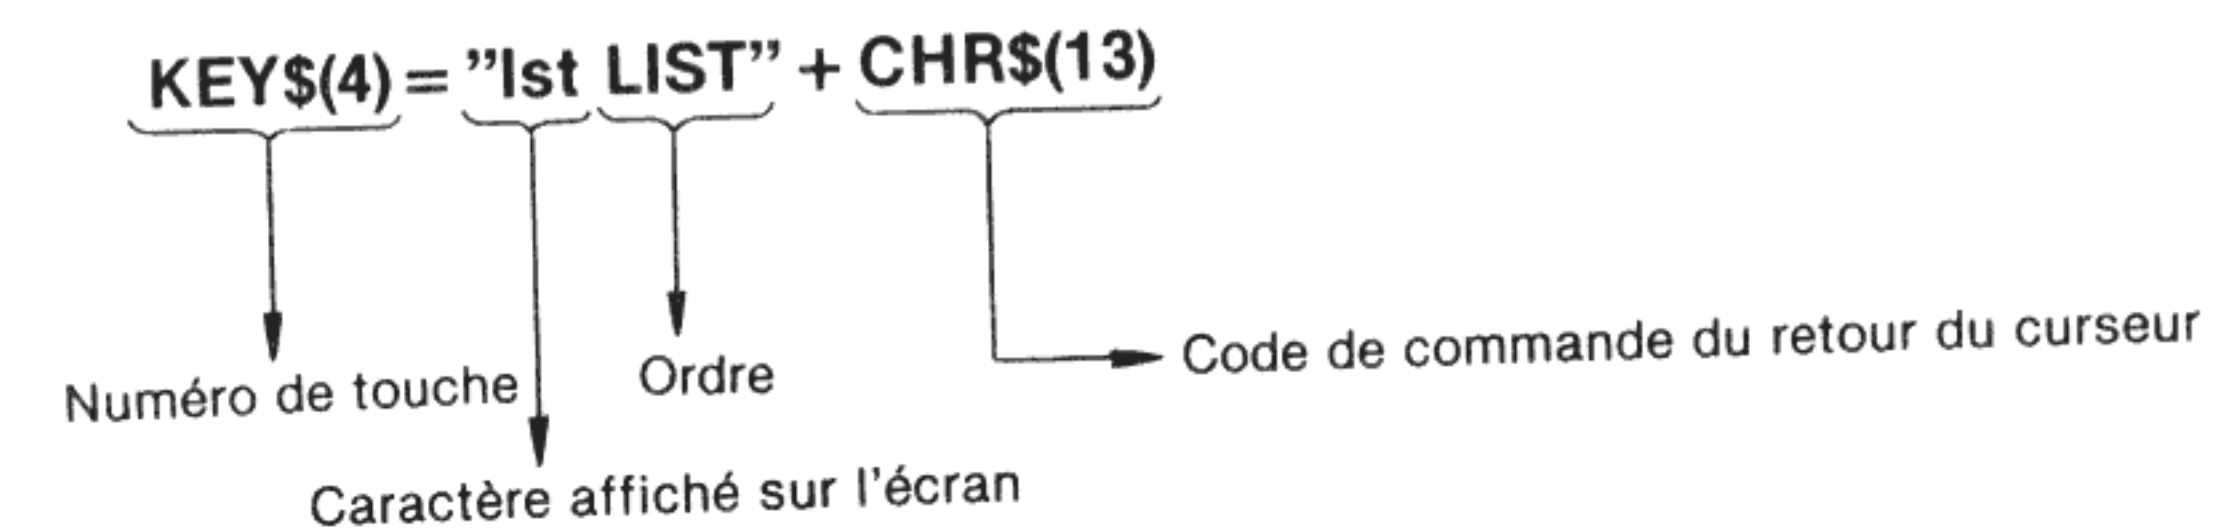 KEY$(4) = ”lst LIST” + CHR$(13)
Code de commande du retour du curseur
Numéro de touche
Ordre
Caractère affiché sur l'écran